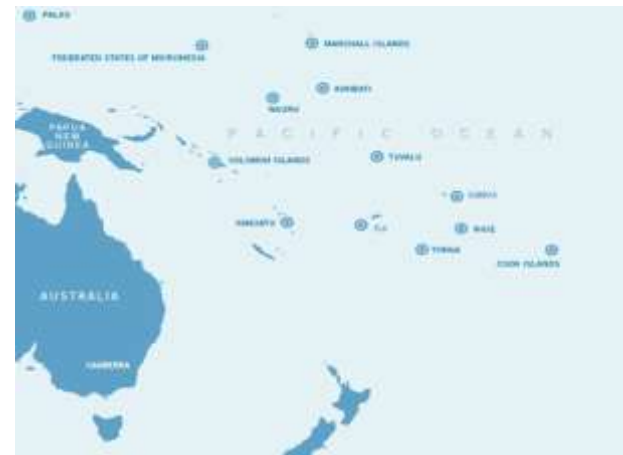 PALAU
FEDERATED STATES OF MICRONESIA
MARSHALL ISLANDS
KIRIBATI
NAURU
PAPUA
NEW
GUINEA
PACIFIC OCEAN
SOLOMON ISLANDS
TUVALU
SAMOA
VANUATU
FIJI
NIUE
TONGA
COOK ISLANDS
AUSTRALIA
CANBERRA